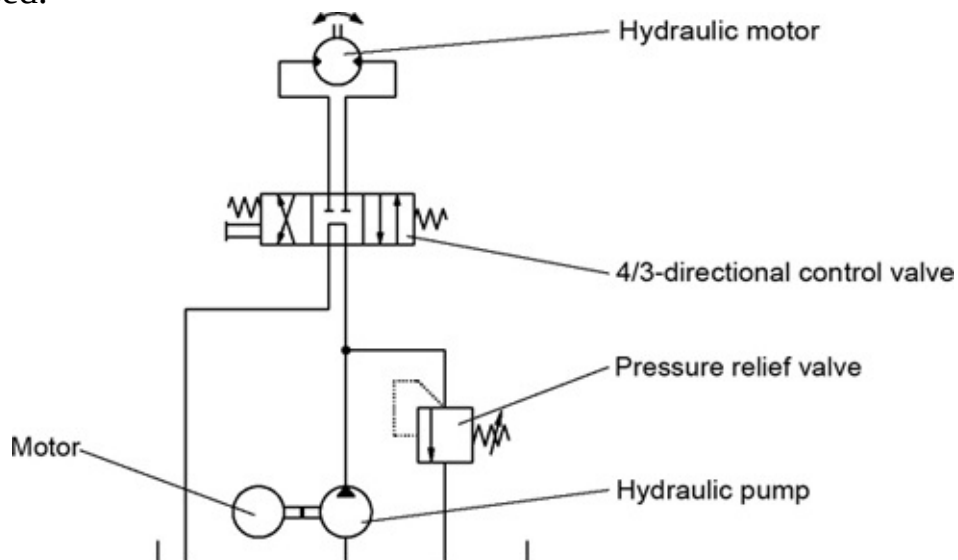 Hydraulic motor
4/3-directional control valve
Pressure relief valve
Motor
Hydraulic pump